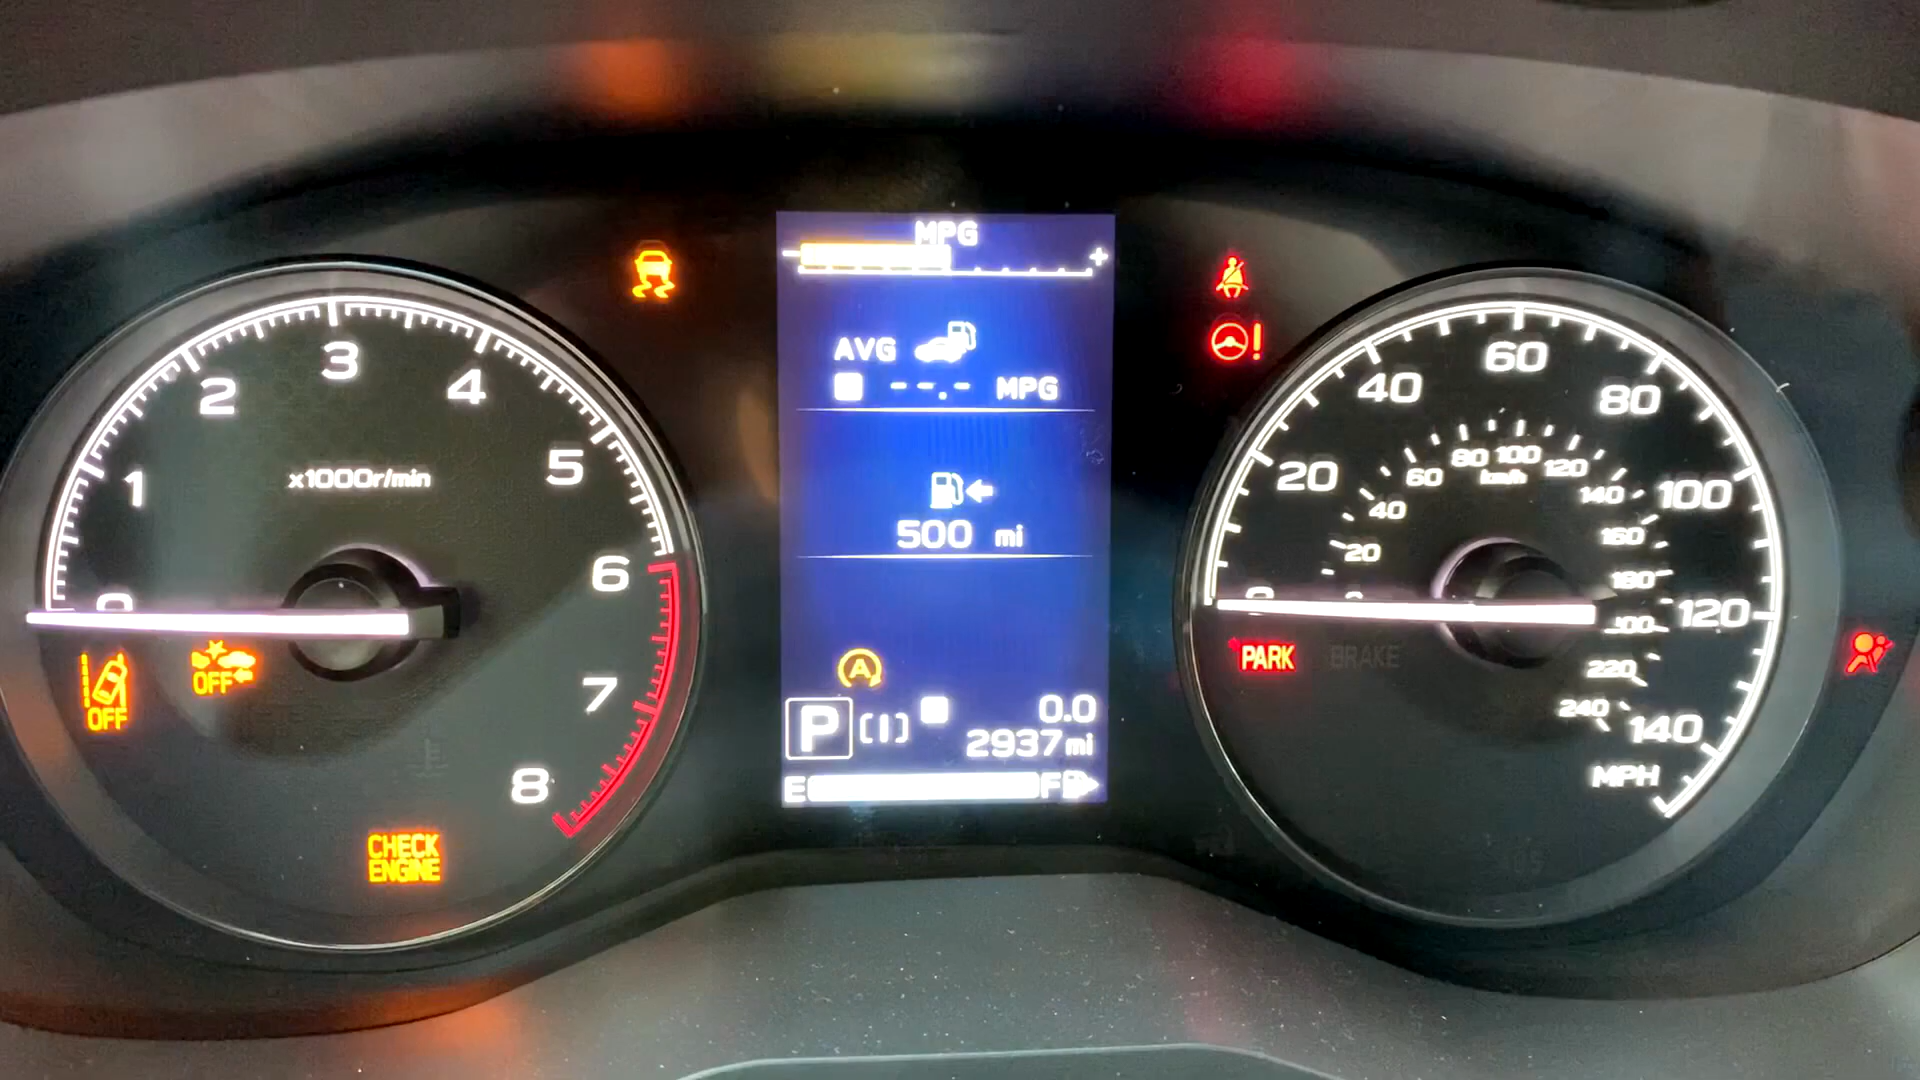 MPG
- +
AVG
--.- MPG
500 mi
P [I] 0.0
2937 mi
E F
0
1
2
3
4
5
6
7
8
x1000r/min
OFF
OFF
CHECK
ENGINE
A
20
40
60
80
100
120
140
MPH
20
40
60
80
100
120
140
160
180
220
240
km/h
PARK BRAKE